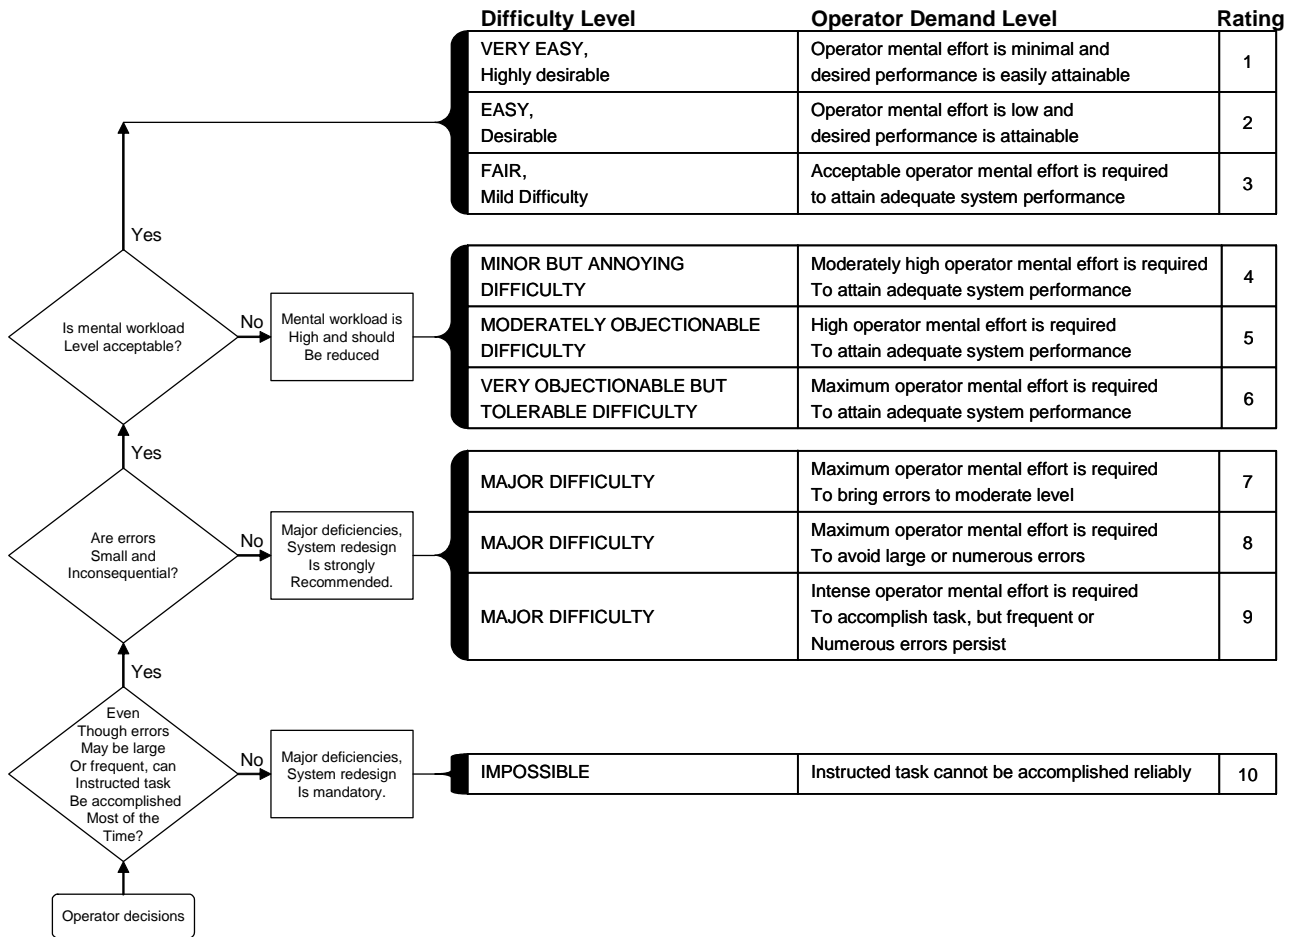 Difficulty Level
Operator Demand Level
Rating
VERY EASY,
Highly desirable
Operator mental effort is minimal and
desired performance is easily attainable
1
EASY,
Desirable
Operator mental effort is low and
desired performance is attainable
2
FAIR,
Mild Difficulty
Acceptable operator mental effort is required
to attain adequate system performance
3
Yes
Is mental workload
Level acceptable?
No
Mental workload is
High and should
Be reduced
MINOR BUT ANNOYING
DIFFICULTY
Moderately high operator mental effort is required
To attain adequate system performance
4
MODERATELY OBJECTIONABLE
DIFFICULTY
High operator mental effort is required
To attain adequate system performance
5
VERY OBJECTIONABLE BUT
TOLERABLE DIFFICULTY
Maximum operator mental effort is required
To attain adequate system performance
6
Yes
Are errors
Small and
Inconsequential?
No
Major deficiencies,
System redesign
Is strongly
Recommended.
MAJOR DIFFICULTY
Maximum operator mental effort is required
To bring errors to moderate level
7
MAJOR DIFFICULTY
Maximum operator mental effort is required
To avoid large or numerous errors
8
MAJOR DIFFICULTY
Intense operator mental effort is required
To accomplish task, but frequent or
Numerous errors persist
9
Yes
Even
Though errors
May be large
Or frequent, can
Instructed task
Be accomplished
Most of the
Time?
No
Major deficiencies,
System redesign
Is mandatory.
IMPOSSIBLE
Instructed task cannot be accomplished reliably
10
Operator decisions